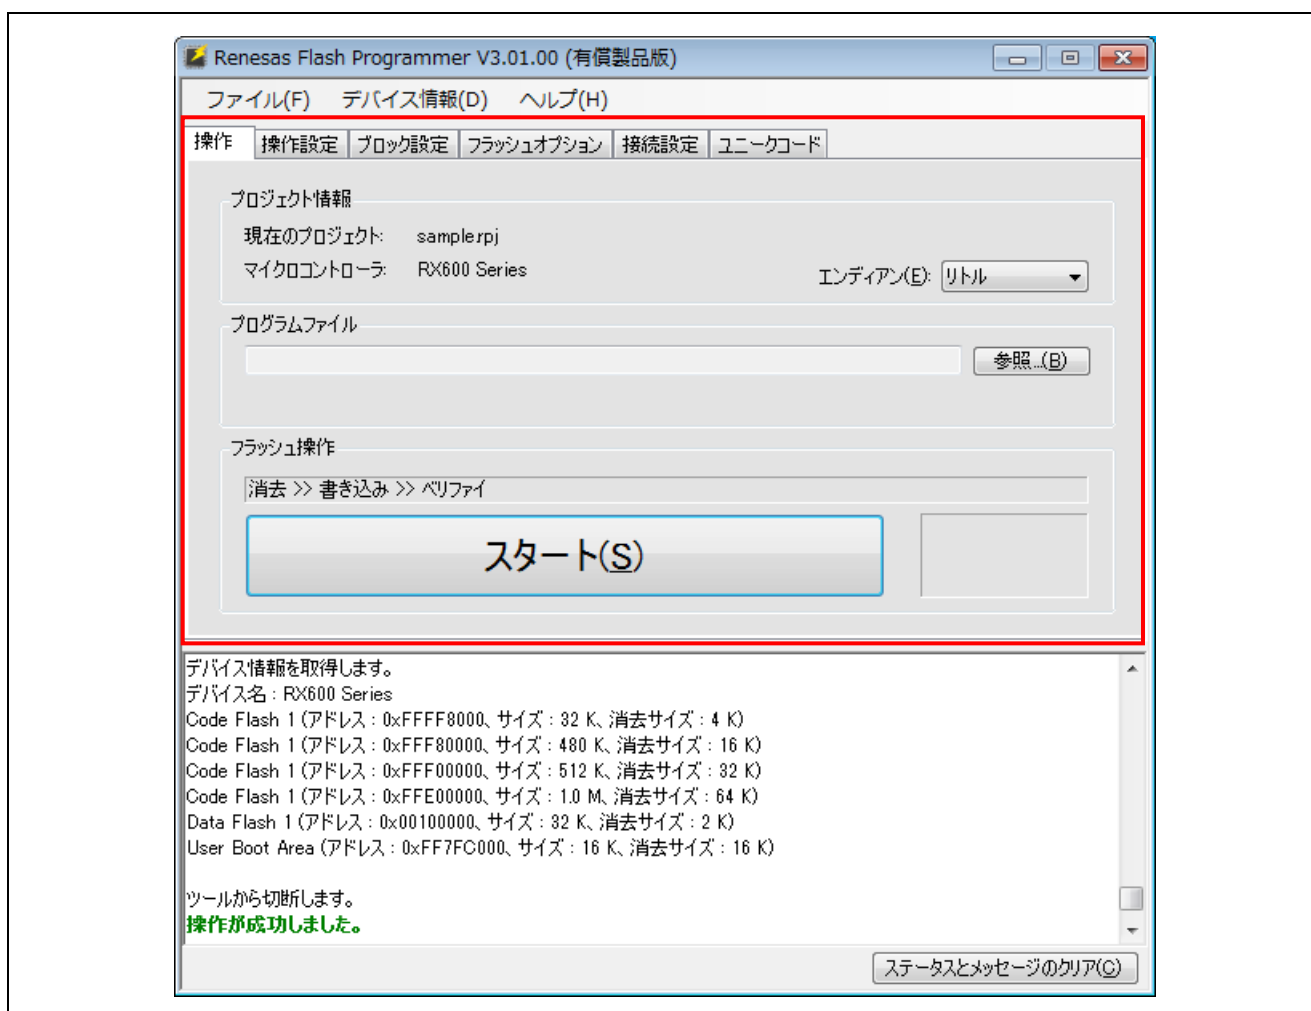 Renesas Flash Programmer V3.01.00 (有償製品版)
ファイル(F) デバイス情報(D) ヘルプ(H)
操作 操作設定 ブロック設定 フラッシュオプション 接続設定 ユニークコード
プロジェクト情報
現在のプロジェクト: sample.rpj
マイクロコントローラ: RX600 Series エンディアン(E): リトル
プログラムファイル
参照...(B)
フラッシュ操作
消去 >> 書き込み >> ベリファイ
スタート(S)
デバイス情報を取得します。
デバイス名 : RX600 Series
Code Flash 1 (アドレス : 0xFFFF8000、サイズ : 32 K、消去サイズ : 4 K)
Code Flash 1 (アドレス : 0xFFF80000、サイズ : 480 K、消去サイズ : 16 K)
Code Flash 1 (アドレス : 0xFFF00000、サイズ : 512 K、消去サイズ : 32 K)
Code Flash 1 (アドレス : 0xFFE00000、サイズ : 1.0 M、消去サイズ : 64 K)
Data Flash 1 (アドレス : 0x00100000、サイズ : 32 K、消去サイズ : 2 K)
User Boot Area (アドレス : 0xFF7FC000、サイズ : 16 K、消去サイズ : 16 K)
ツールから切断します。
操作が成功しました。
ステータスとメッセージのクリア(C)